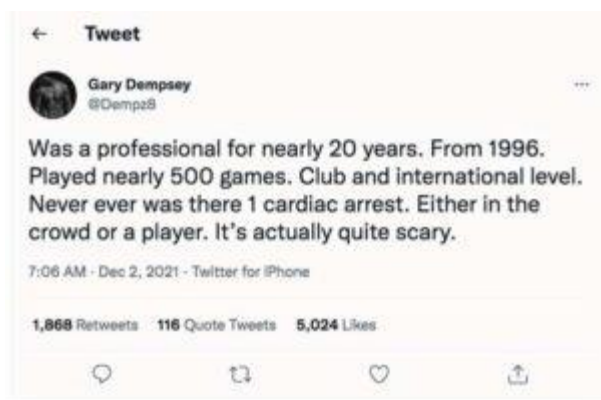 Tweet
Gary Dempsey
@Dempz8
Was a professional for nearly 20 years. From 1996.
Played nearly 500 games. Club and international level.
Never ever was there 1 cardiac arrest. Either in the
crowd or a player. It's actually quite scary.
7:06 AM · Dec 2, 2021 · Twitter for iPhone
1,868 Retweets 116 Quote Tweets 5,024 Likes